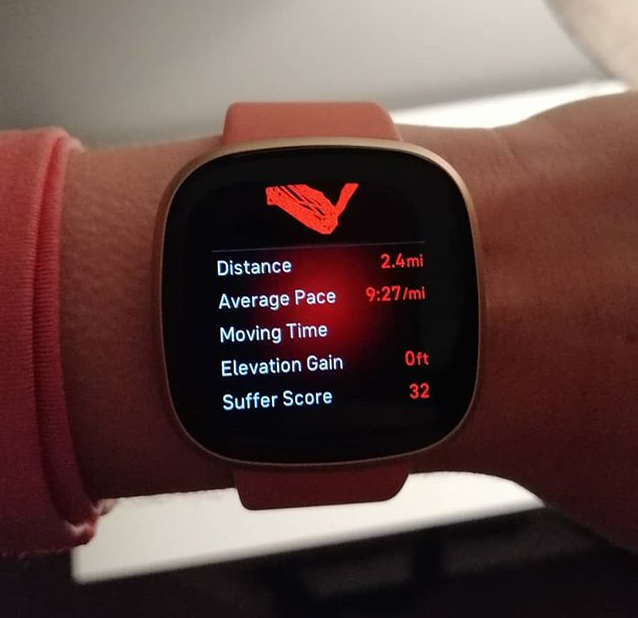 Distance 2.4mi
Average Pace 9:27/mi
Moving Time
Elevation Gain 0ft
Suffer Score 32